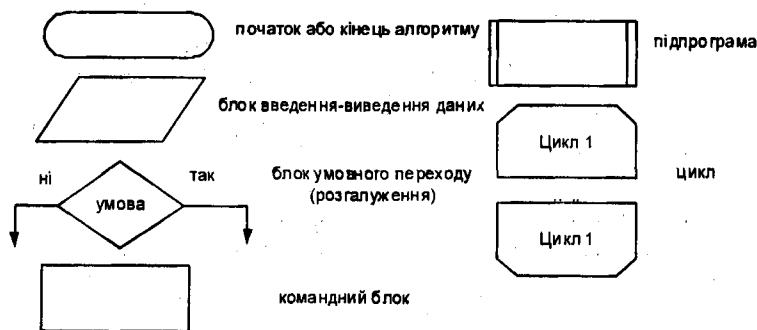 початок або кінець алгоритму
підпрограма
блок введення-виведення даних
Цикл 1
ні
так
умова
блок умовного переходу
(розгалуження)
цикл
Цикл 1
командний блок